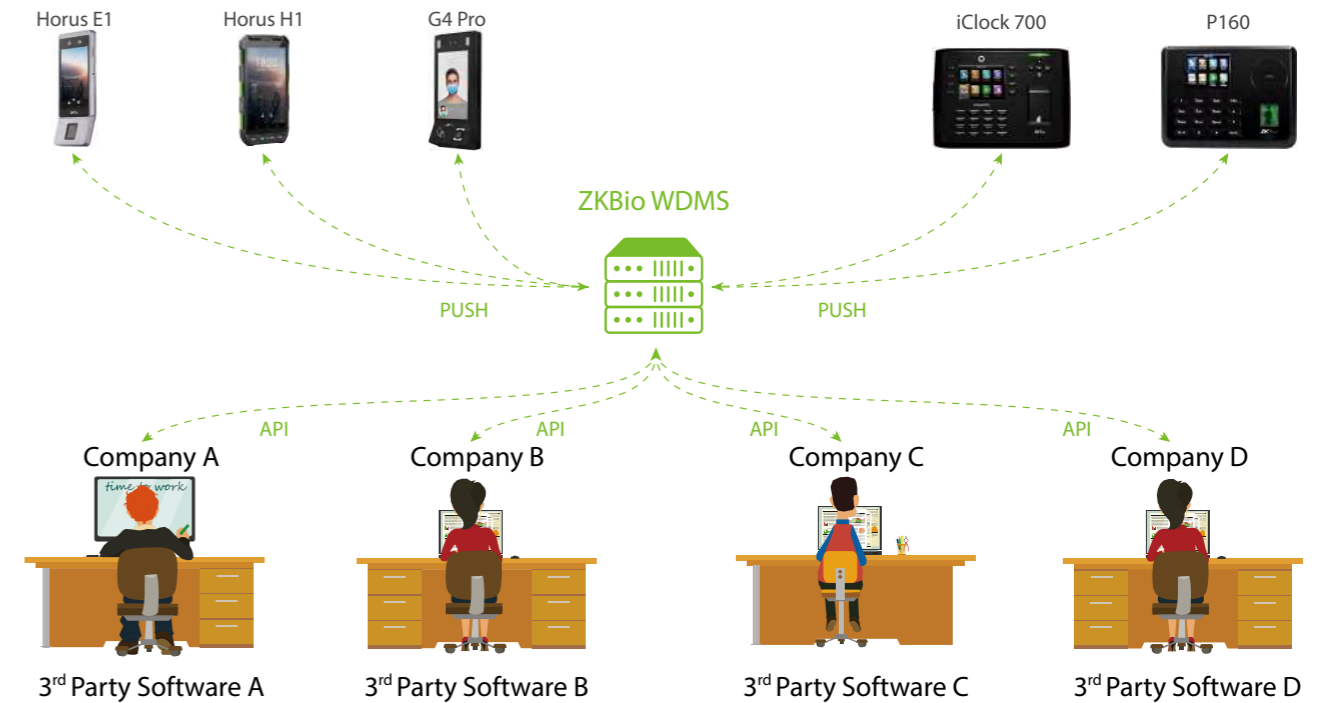 Horus E1
Horus H1
G4 Pro
iClock 700
P160
ZKBio WDMS
PUSH
PUSH
API
API
API
API
Company A
Company B
Company C
Company D
time to work
3rd Party Software A
3rd Party Software B
3rd Party Software C
3rd Party Software D